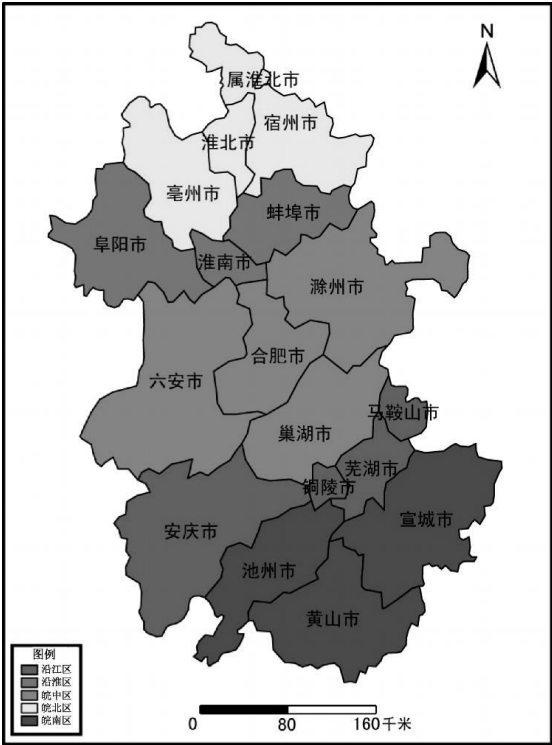 N
属淮北市
宿州市
淮北市
亳州市
蚌埠市
阜阳市
淮南市
滁州市
合肥市
六安市
马鞍山市
巢湖市
芜湖市
铜陵市
宣城市
安庆市
池州市
黄山市
图例
沿江区
沿淮区
皖中区
皖北区
皖南区
0 80 160千米